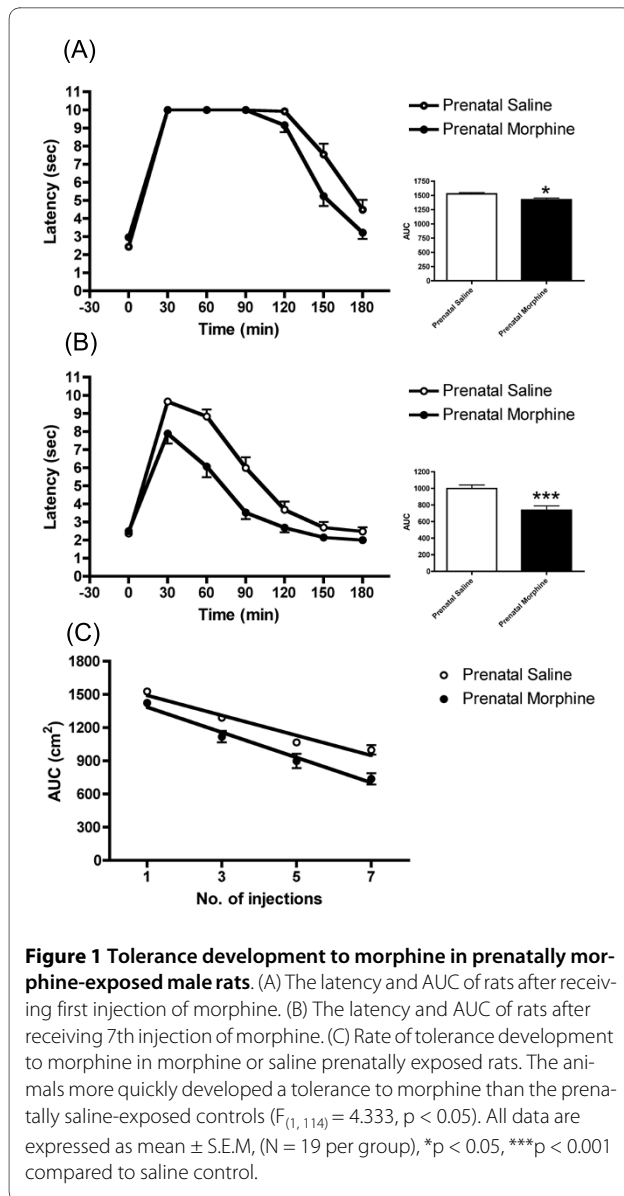 (A)
11
10
9
8
7
6
5
4
3
2
1
0
Latency (sec)
-30 0 30 60 90 120 150 180
Time (min)
Prenatal Saline
Prenatal Morphine
1750
1500
1250
1000
750
500
250
0
AUC
*
Prenatal Saline
Prenatal Morphine
(B)
11
10
9
8
7
6
5
4
3
2
1
0
Latency (sec)
-30 0 30 60 90 120 150 180
Time (min)
Prenatal Saline
Prenatal Morphine
1200
1000
800
600
400
200
0
AUC
***
Prenatal Saline
Prenatal Morphine
(C)
1800
1500
1200
900
600
300
0
AUC (cm²)
1 3 5 7
No. of injections
Prenatal Saline
Prenatal Morphine
Figure 1 Tolerance development to morphine in prenatally mor-
phine-exposed male rats. (A) The latency and AUC of rats after receiv-
ing first injection of morphine. (B) The latency and AUC of rats after
receiving 7th injection of morphine. (C) Rate of tolerance development
to morphine in morphine or saline prenatally exposed rats. The ani-
mals more quickly developed a tolerance to morphine than the prena-
tally saline-exposed controls (F(1, 114) = 4.333, p < 0.05). All data are
expressed as mean ± S.E.M, (N = 19 per group), *p < 0.05, ***p < 0.001
compared to saline control.